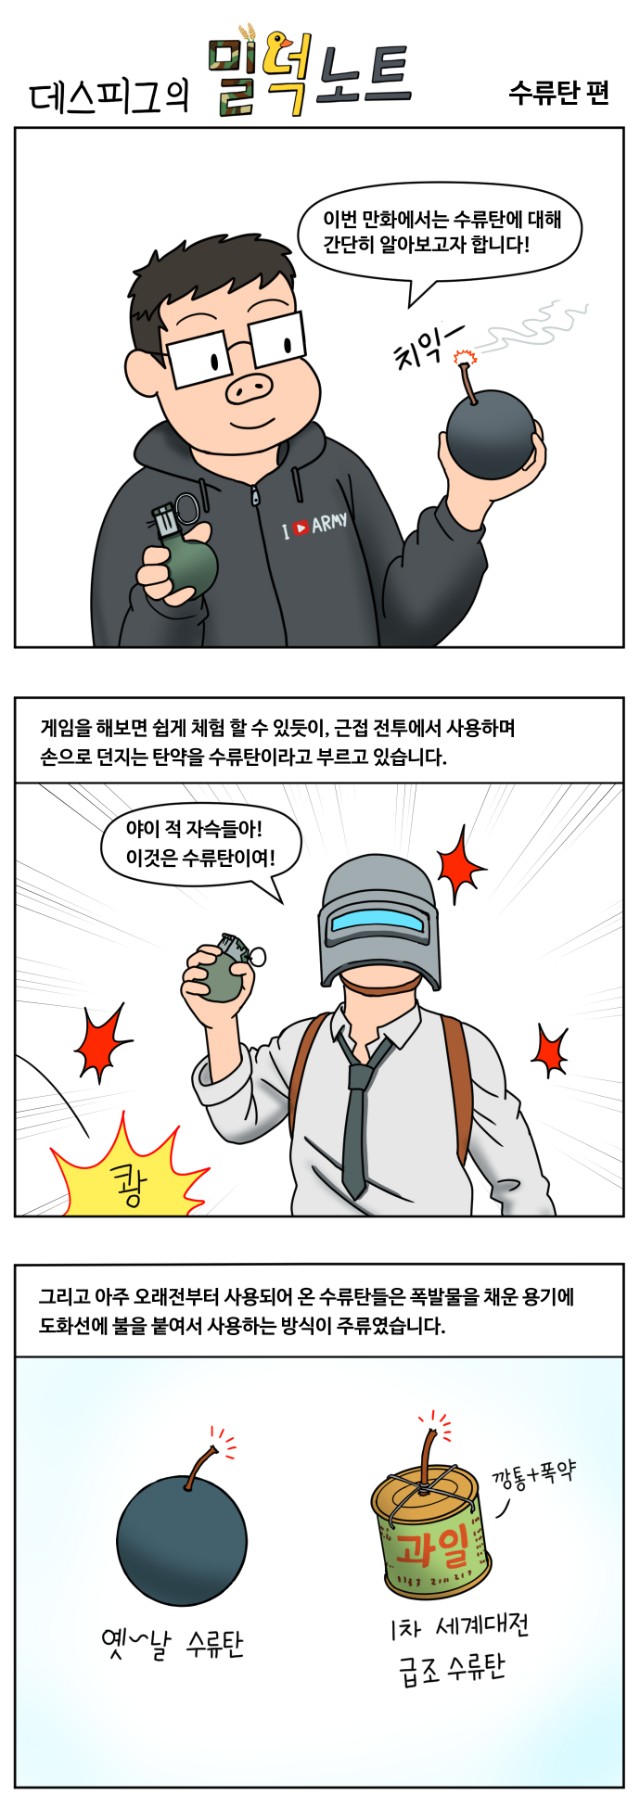 데스피그의 밀덕노트
수류탄 편
이번 만화에서는 수류탄에 대해
간단히 알아보고자 합니다!
치익—
I ARMY
게임을 해보면 쉽게 체험 할 수 있듯이, 근접 전투에서 사용하며
손으로 던지는 탄약을 수류탄이라고 부르고 있습니다.
야이 적 자슥들아!
이것은 수류탄이여!
쾅
그리고 아주 오래전부터 사용되어 온 수류탄들은 폭발물을 채운 용기에
도화선에 불을 붙여서 사용하는 방식이 주류였습니다.
깡통+폭약
과일
옛~날 수류탄
1차 세계대전
급조 수류탄